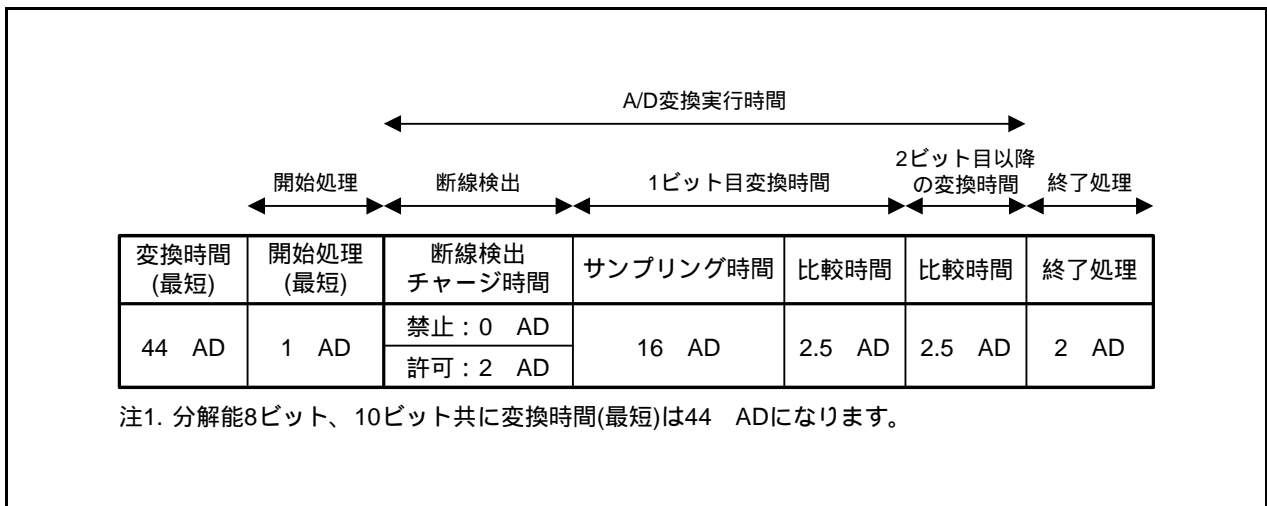 A/D変換実行時間
開始処理
断線検出
1ビット目変換時間
2ビット目以降
の変換時間
終了処理
変換時間
(最短)
開始処理
(最短)
断線検出
チャージ時間
サンプリング時間
比較時間
比較時間
終了処理
44 AD
1 AD
禁止：0 AD
許可：2 AD
16 AD
2.5 AD
2.5 AD
2 AD
注1. 分解能8ビット、10ビット共に変換時間(最短)は44 ADになります。